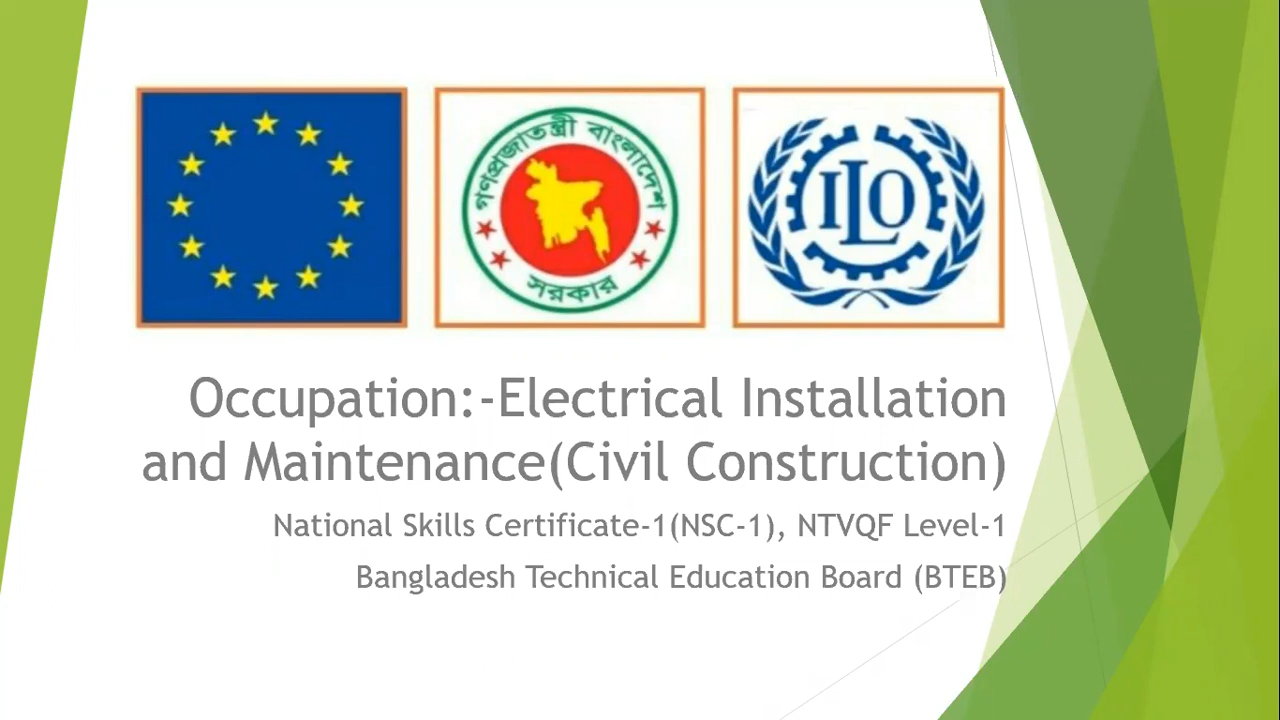 গণপ্রজাতন্ত্রী বাংলাদেশ
সরকার
ILO
Occupation:-Electrical Installation
and Maintenance(Civil Construction)
National Skills Certificate-1(NSC-1), NTVQF Level-1
Bangladesh Technical Education Board (BTEB)